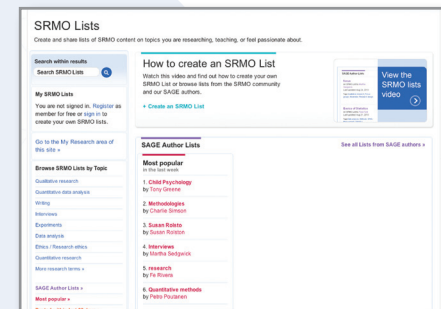 SRMO Lists
Create and share lists of SRMO content on topics you are researching, teaching, or feel passionate about.
Search within results
Search SRMO Lists
My SRMO Lists
You are not signed in. Register as
member for free or sign in to
create your own SRMO lists.
Go to the My Research area of
this site »
Browse SRMO Lists by Topic
Qualitative research
Quantitative data analysis
Writing
Interviews
Experiments
Data analysis
Ethics / Research ethics
Quantitative research
More research terms »
SAGE Author Lists »
Most popular »
How to create an SRMO List
Watch this video and find out how to create your own
SRMO List or browse lists from the SRMO community
and our SAGE authors.
+ Create an SRMO List
View the
SRMO lists
video
SAGE Author Lists
See all Lists from SAGE authors »
Most popular
in the last week
1. Child Psychology
by Tony Greene
2. Methodologies
by Charlie Simson
3. Susan Rolsto
by Susan Rolston
4. Interviews
by Martha Sedgwick
5. research
by Fe Rivera
6. Quantitative methods
by Pedro Poutanen